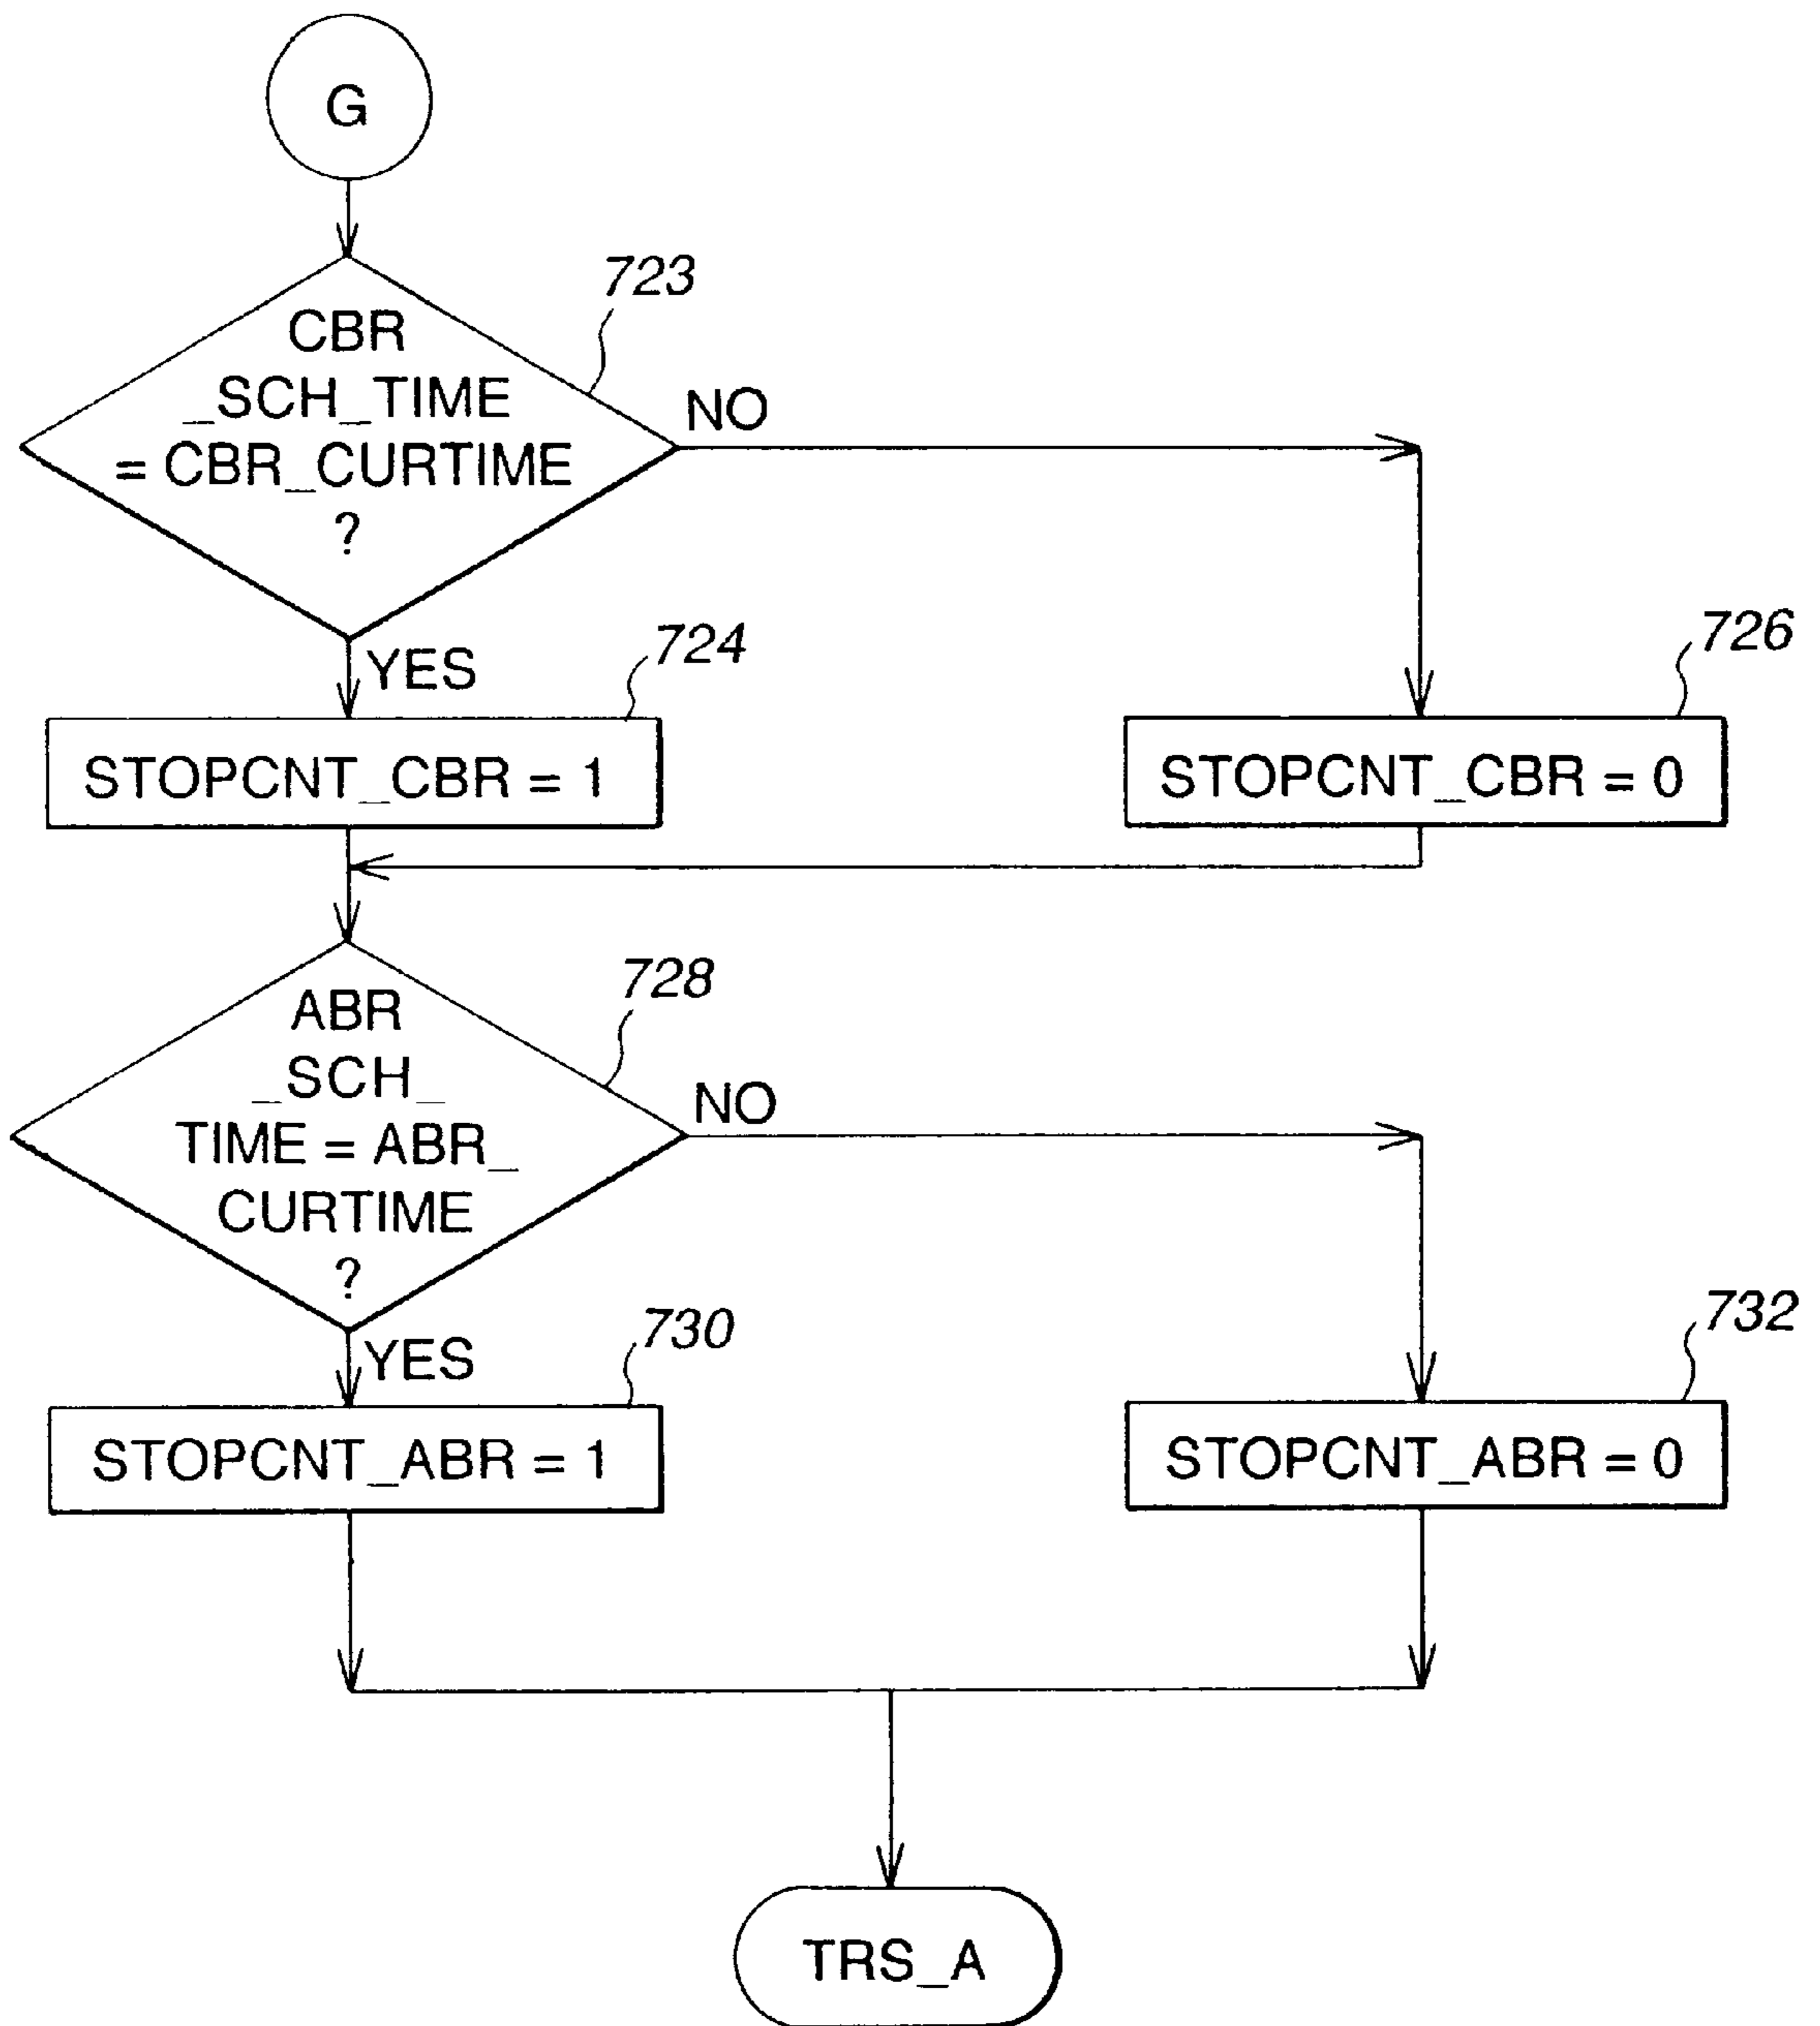 G
723
CBR
_SCH_TIME
= CBR_CURTIME
?
NO
YES
724
STOPCNT_CBR = 1
726
STOPCNT_CBR = 0
728
ABR
_SCH_
TIME = ABR_
CURTIME
?
NO
YES
730
STOPCNT_ABR = 1
732
STOPCNT_ABR = 0
TRS_A